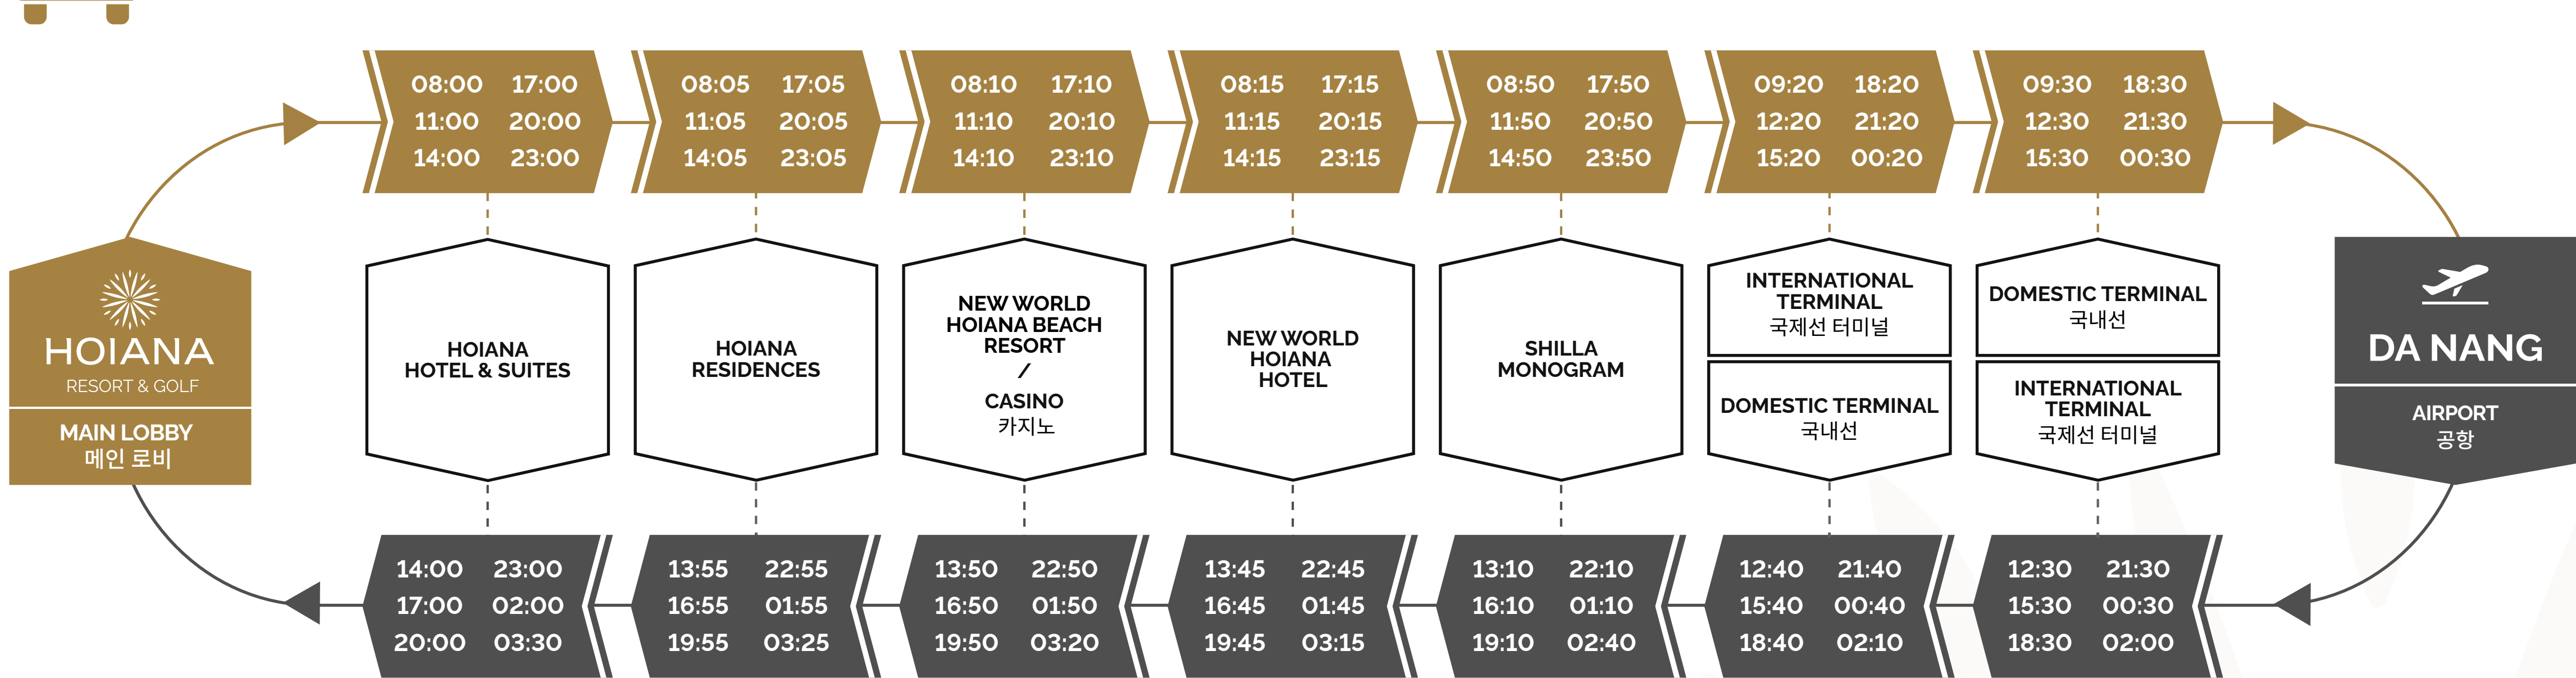 08:00 17:00
11:00 20:00
14:00 23:00
08:05 17:05
11:05 20:05
14:05 23:05
08:10 17:10
11:10 20:10
14:10 23:10
08:15 17:15
11:15 20:15
14:15 23:15
08:50 17:50
11:50 20:50
14:50 23:50
09:20 18:20
12:20 21:20
15:20 00:20
09:30 18:30
12:30 21:30
15:30 00:30
HOIANA
RESORT & GOLF
MAIN LOBBY
메인 로비
HOIANA
HOTEL & SUITES
HOIANA
RESIDENCES
NEW WORLD
HOIANA BEACH
RESORT
/
CASINO
카지노
NEW WORLD
HOIANA
HOTEL
SHILLA
MONOGRAM
INTERNATIONAL
TERMINAL
국제선 터미널
DOMESTIC TERMINAL
국내선
DOMESTIC TERMINAL
국내선
INTERNATIONAL
TERMINAL
국제선 터미널
DA NANG
AIRPORT
공항
14:00 23:00
17:00 02:00
20:00 03:30
13:55 22:55
16:55 01:55
19:55 03:25
13:50 22:50
16:50 01:50
19:50 03:20
13:45 22:45
16:45 01:45
19:45 03:15
13:10 22:10
16:10 01:10
19:10 02:40
12:40 21:40
15:40 00:40
18:40 02:10
12:30 21:30
15:30 00:30
18:30 02:00